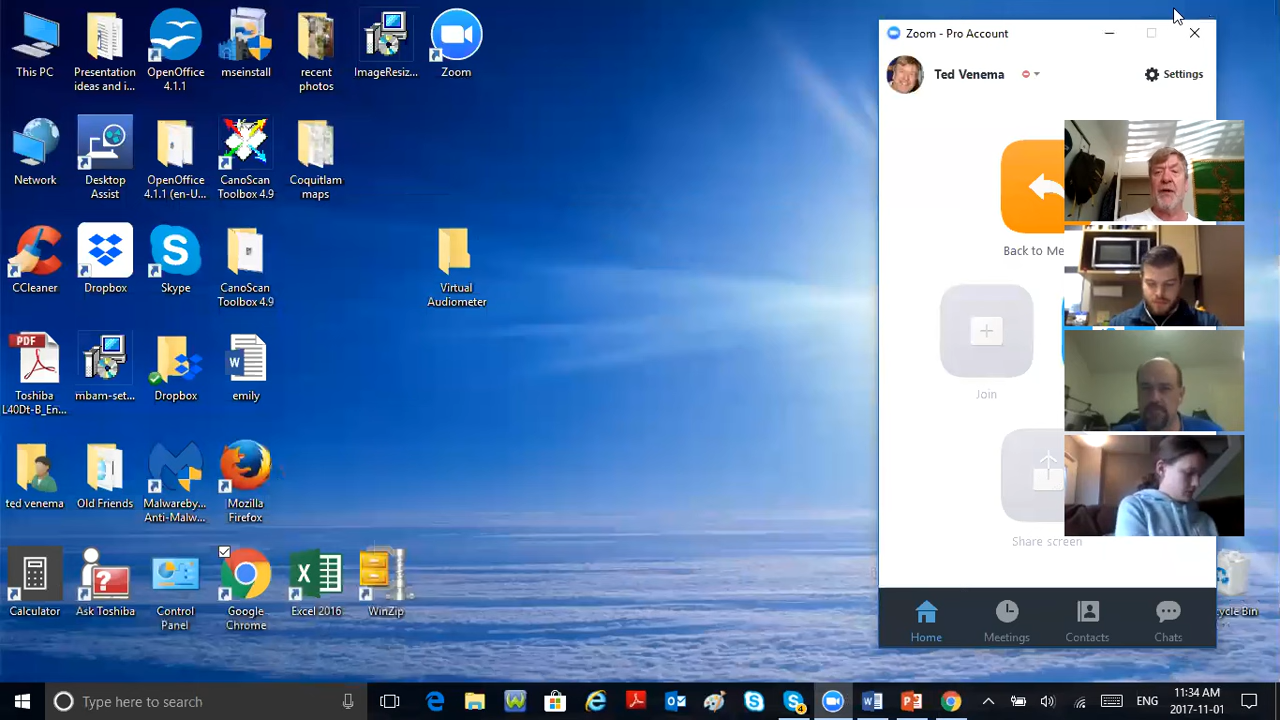 This PC
Presentation
ideas and i...
OpenOffice
4.1.1
mseinstall
recent
photos
ImageResiz...
Zoom
Network
Desktop
Assist
OpenOffice
4.1.1 (en-U...
CanoScan
Toolbox 4.9
Coquitlam
maps
CCleaner
Dropbox
Skype
CanoScan
Toolbox 4.9
Virtual
Audiometer
PDF
Toshiba
L40Dt-B_En...
mbam-set...
Dropbox
emily
ted venema
Old Friends
Malwareby...
Anti-Malw...
Mozilla
Firefox
Calculator
Ask Toshiba
Control
Panel
Google
Chrome
Excel 2016
WinZip
Zoom - Pro Account
Ted Venema
Settings
Back to Me
Join
Share screen
Home
Meetings
Contacts
Chats
ycle Bin
Type here to search
4
ENG
11:34 AM
2017-11-01